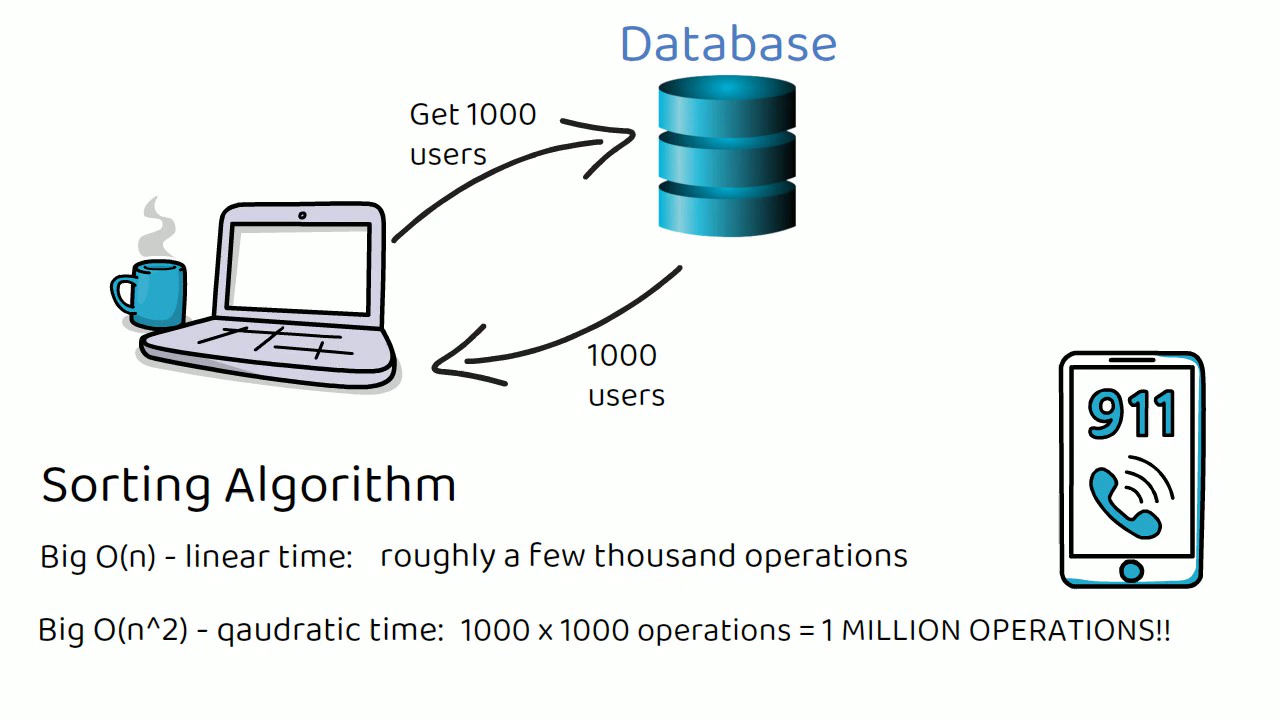 Database
Get 1000
users
1000
users
911
Sorting Algorithm
Big O(n) - linear time: roughly a few thousand operations
Big O(n^2) - qaudratic time: 1000 x 1000 operations = 1 MILLION OPERATIONS!!